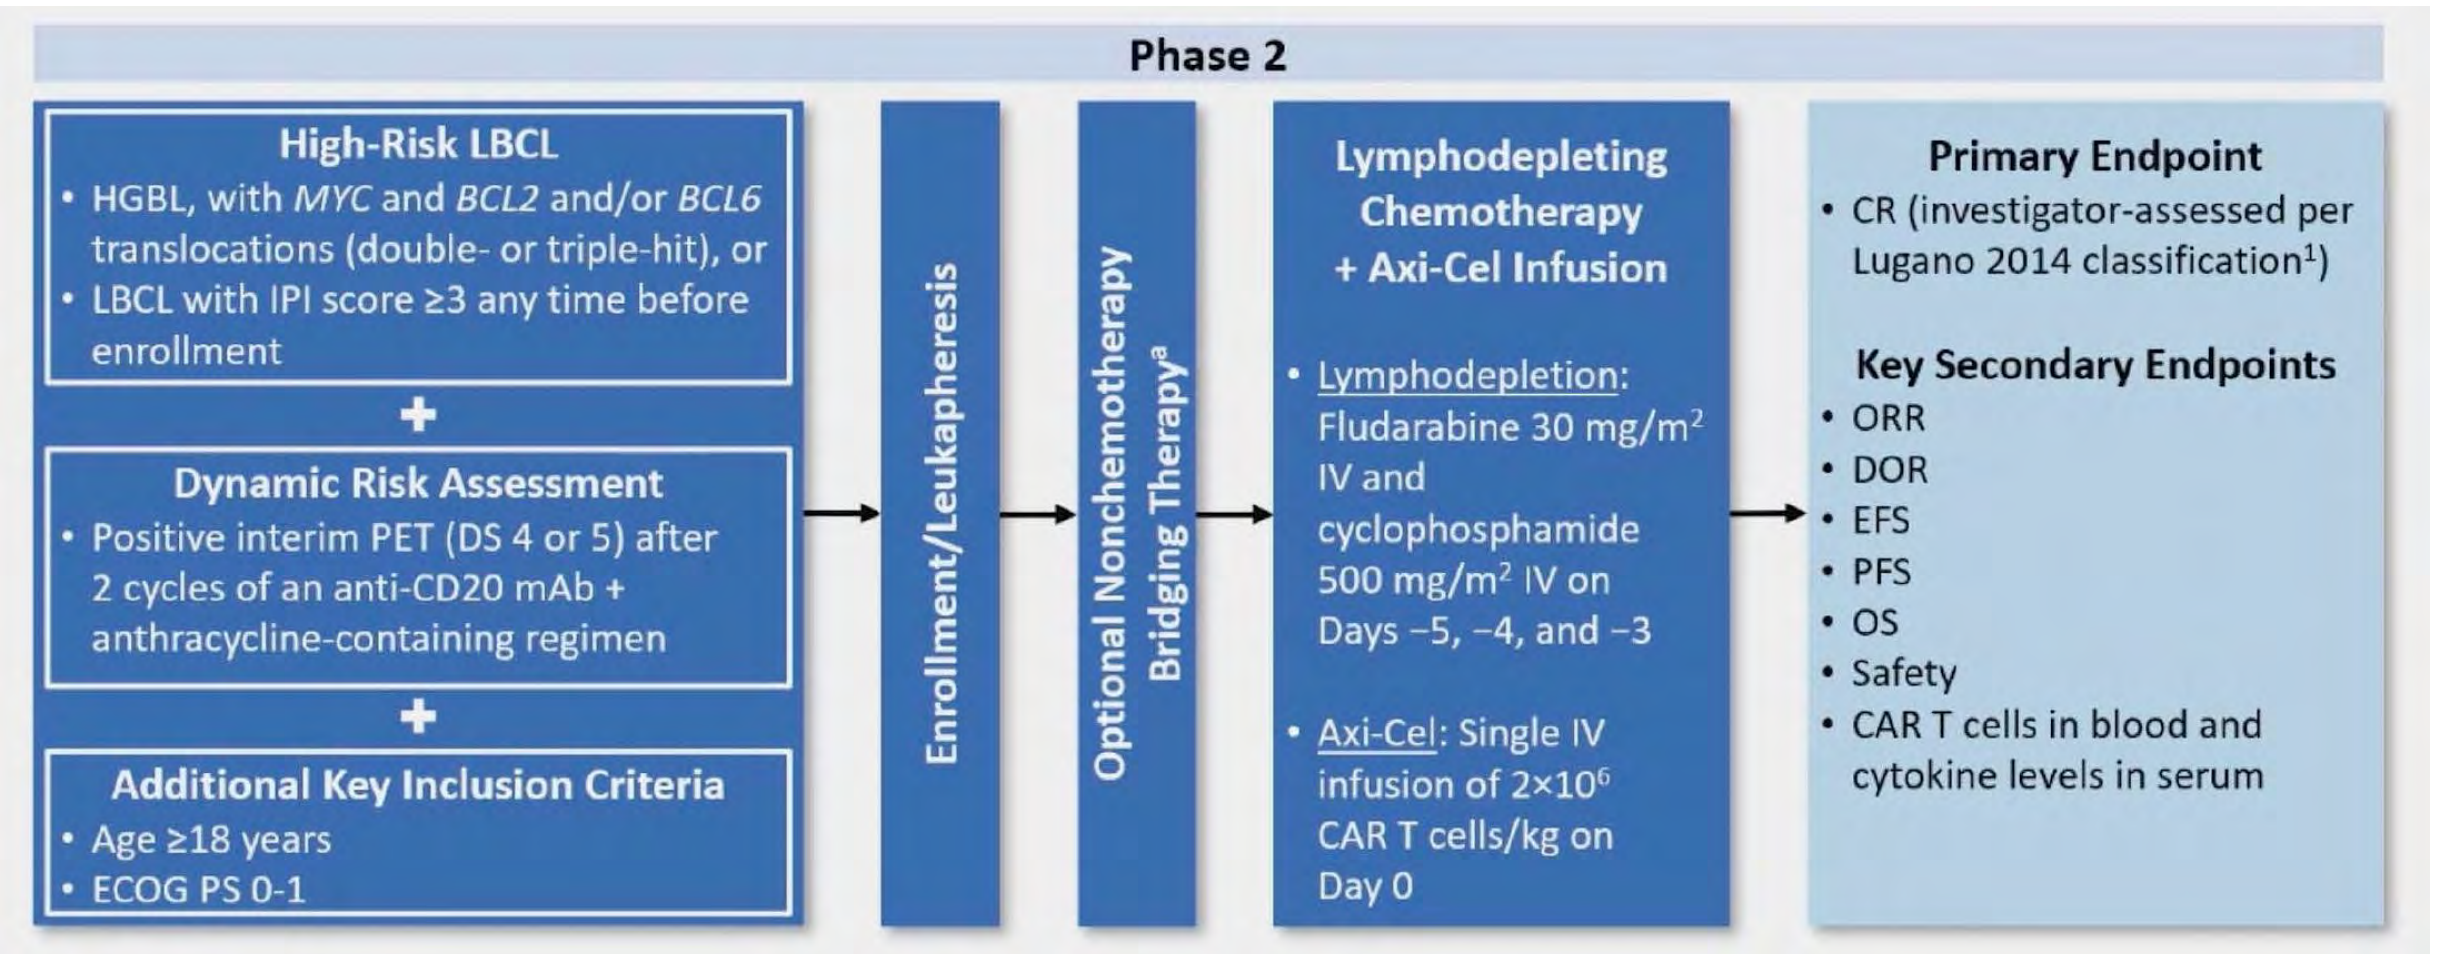 Phase 2
High-Risk LBCL
• HGBL, with MYC and BCL2 and/or BCL6
translocations (double- or triple-hit), or
• LBCL with IPI score ≥3 any time before
enrollment
+
Dynamic Risk Assessment
• Positive interim PET (DS 4 or 5) after
2 cycles of an anti-CD20 mAb +
anthracycline-containing regimen
+
Additional Key Inclusion Criteria
• Age ≥18 years
• ECOG PS 0-1
Enrollment/Leukapheresis
Optional Nonchemotherapy
Bridging Therapyᵃ
Lymphodepleting
Chemotherapy
+ Axi-Cel Infusion
• Lymphodepletion:
Fludarabine 30 mg/m²
IV and
cyclophosphamide
500 mg/m² IV on
Days −5, −4, and −3
• Axi-Cel: Single IV
infusion of 2×10⁶
CAR T cells/kg on
Day 0
Primary Endpoint
• CR (investigator-assessed per
Lugano 2014 classification¹)
Key Secondary Endpoints
• ORR
• DOR
• EFS
• PFS
• OS
• Safety
• CAR T cells in blood and
cytokine levels in serum